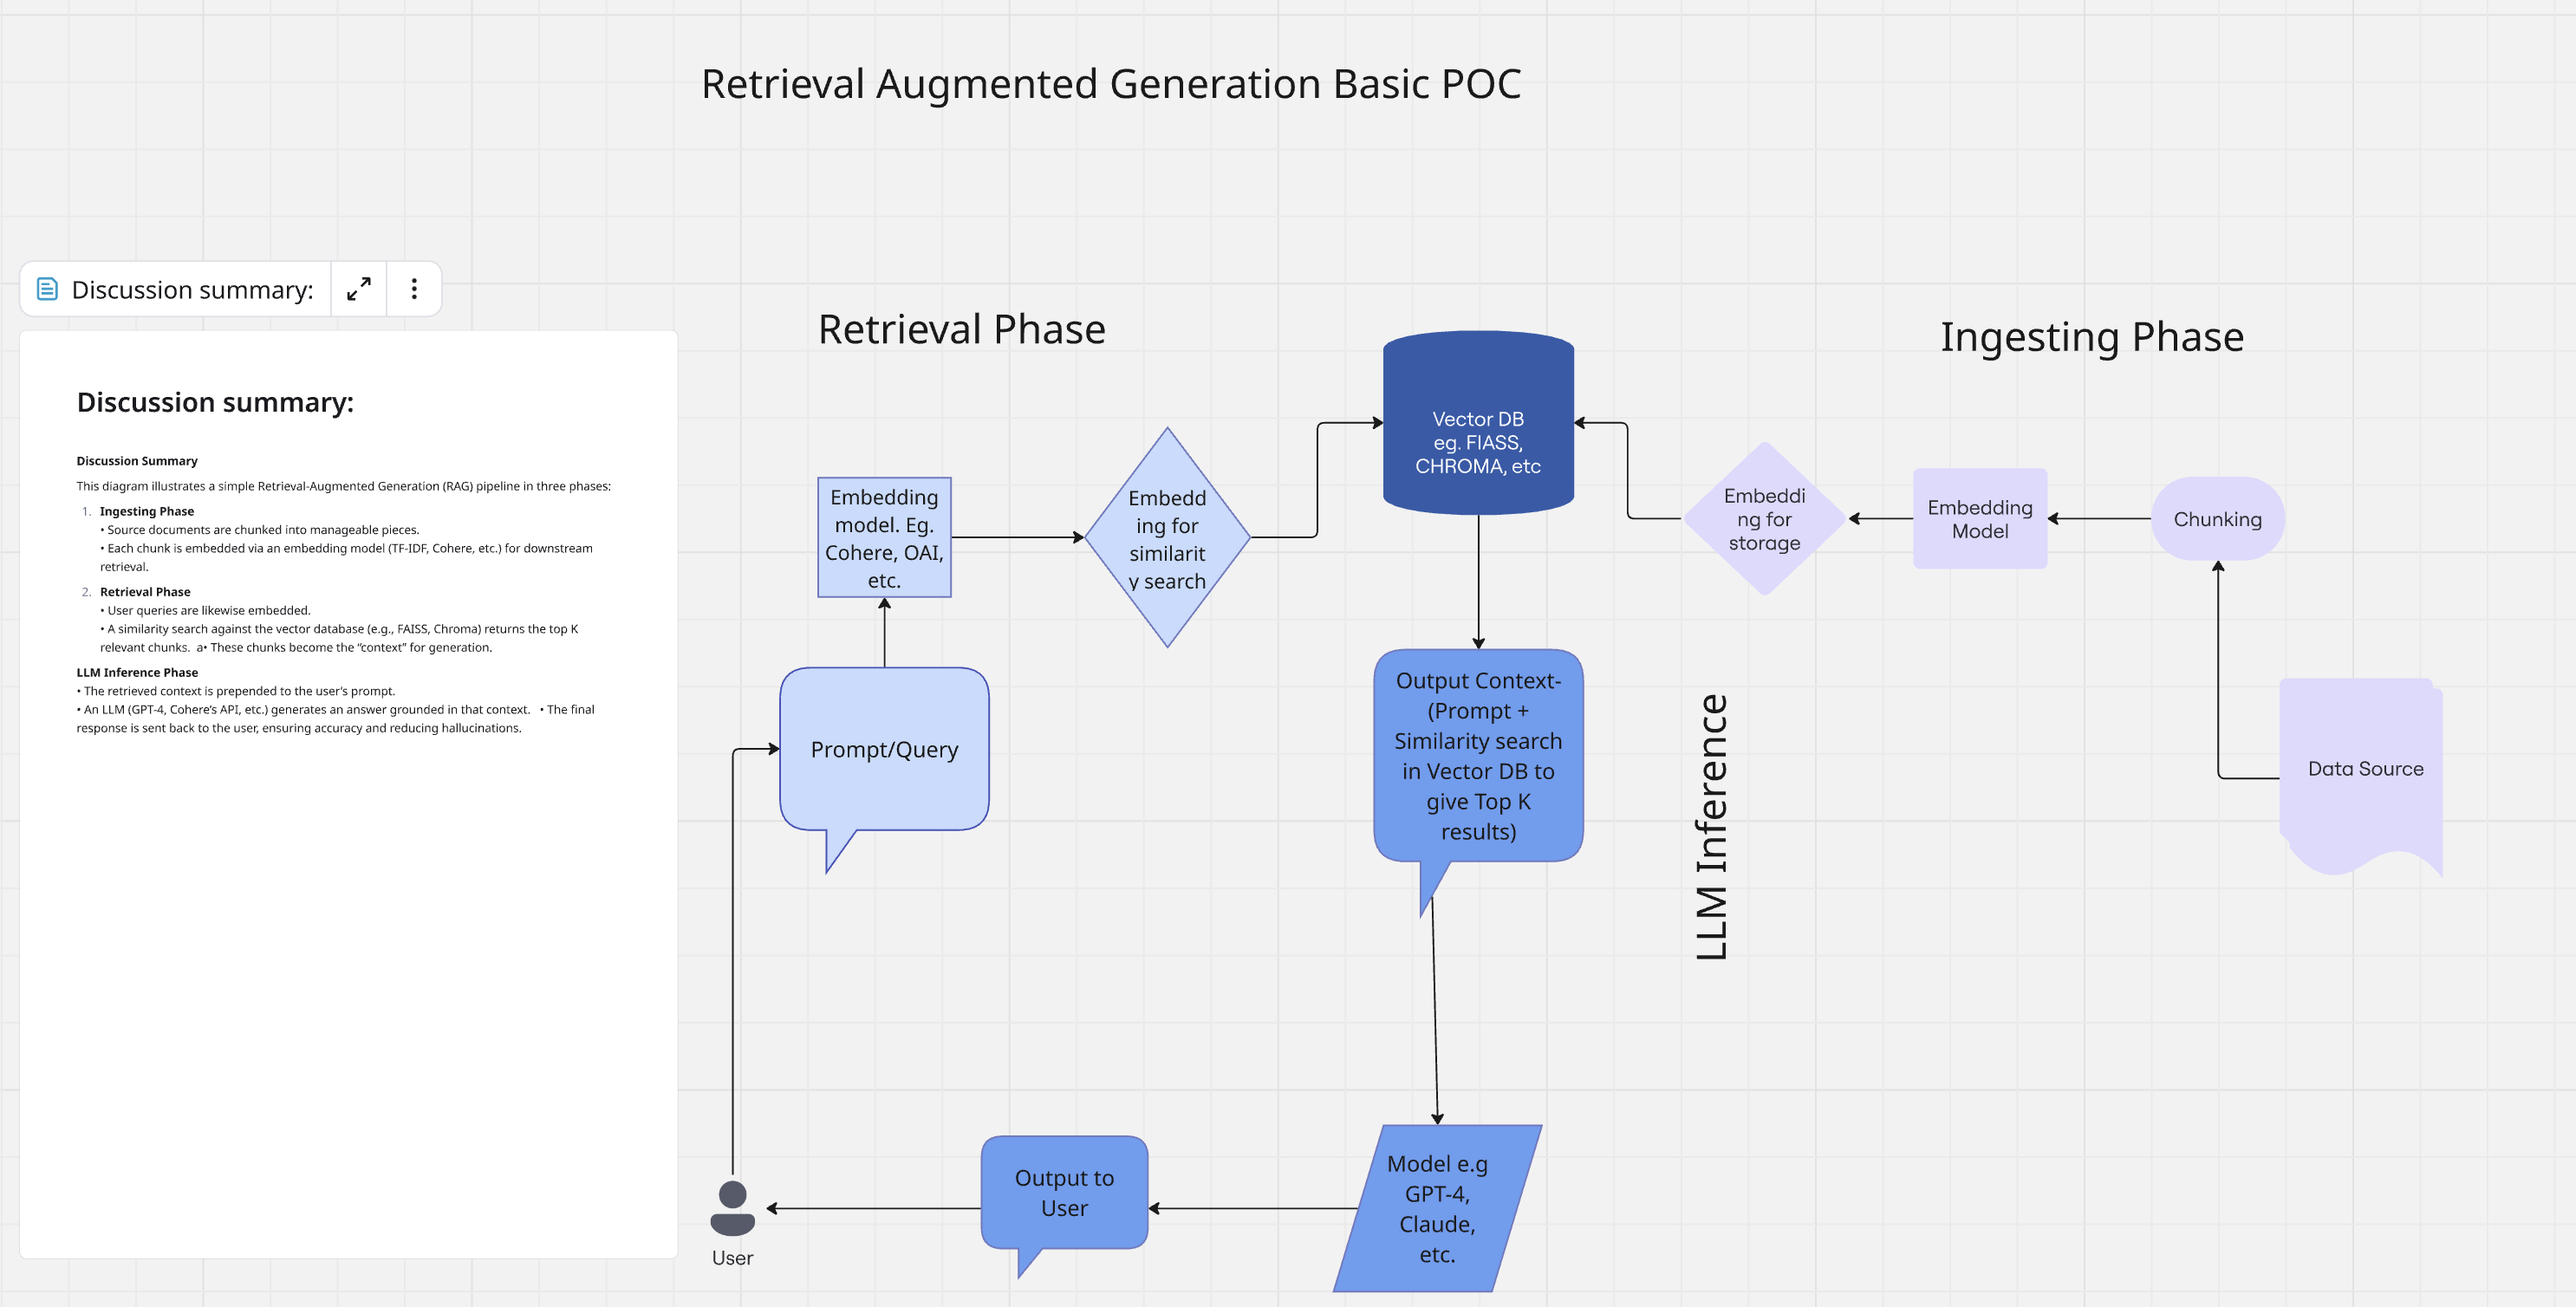 Retrieval Augmented Generation Basic POC
Discussion summary:
Discussion summary:
Discussion Summary
This diagram illustrates a simple Retrieval-Augmented Generation (RAG) pipeline in three phases:
1. Ingesting Phase
• Source documents are chunked into manageable pieces.
• Each chunk is embedded via an embedding model (TF-IDF, Cohere, etc.) for downstream
retrieval.
2. Retrieval Phase
• User queries are likewise embedded.
• A similarity search against the vector database (e.g., FAISS, Chroma) returns the top K
relevant chunks.  a• These chunks become the “context” for generation.
LLM Inference Phase
• The retrieved context is prepended to the user's prompt.
• An LLM (GPT-4, Cohere’s API, etc.) generates an answer grounded in that context.   • The final
response is sent back to the user, ensuring accuracy and reducing hallucinations.
Retrieval Phase
Embedding
model. Eg.
Cohere, OAI,
etc.
Embedd
ing for
similarit
y search
Prompt/Query
Vector DB
eg. FIASS,
CHROMA, etc
Ingesting Phase
Embeddi
ng for
storage
Embedding
Model
Chunking
Data Source
Output Context-
(Prompt +
Similarity search
in Vector DB to
give Top K
results)
LLM Inference
Model e.g
GPT-4,
Claude,
etc.
Output to
User
User